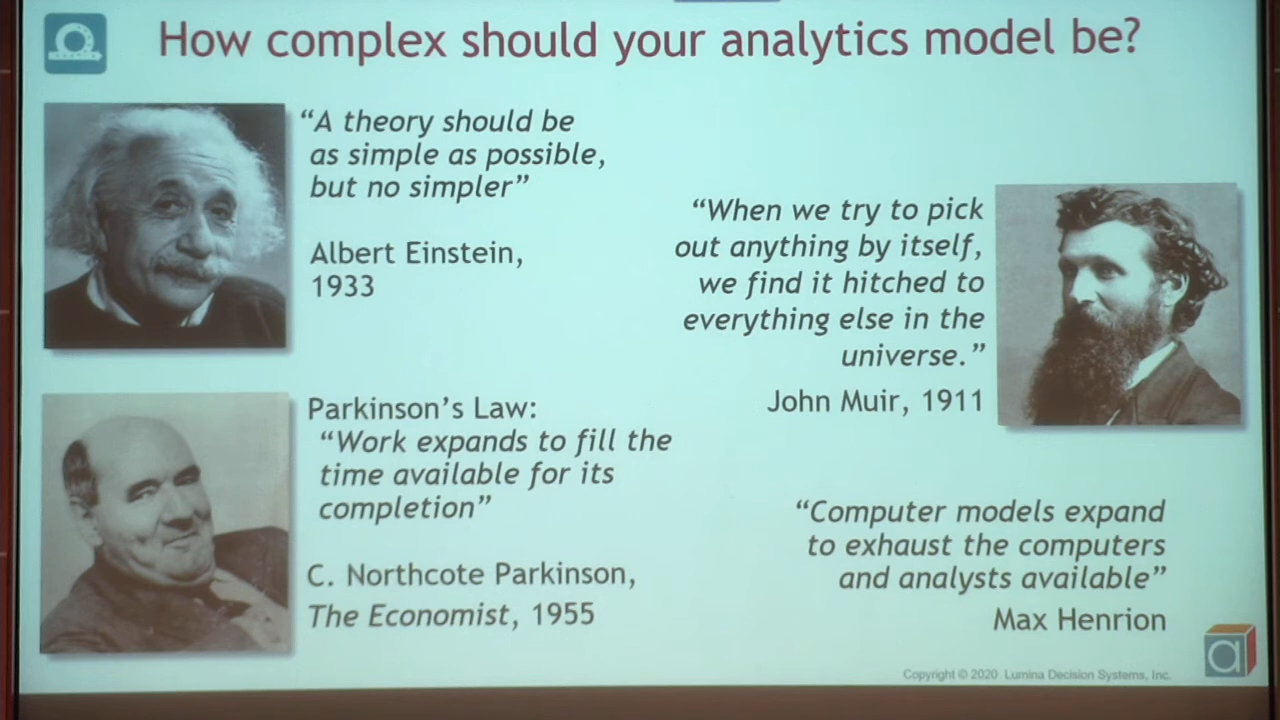 How complex should your analytics model be?
“A theory should be
as simple as possible,
but no simpler”
Albert Einstein,
1933
“When we try to pick
out anything by itself,
we find it hitched to
everything else in the
universe.”
John Muir, 1911
Parkinson’s Law:
“Work expands to fill the
time available for its
completion”
C. Northcote Parkinson,
The Economist, 1955
“Computer models expand
to exhaust the computers
and analysts available”
Max Henrion
a
Copyright © 2020 Lumina Decision Systems, Inc.